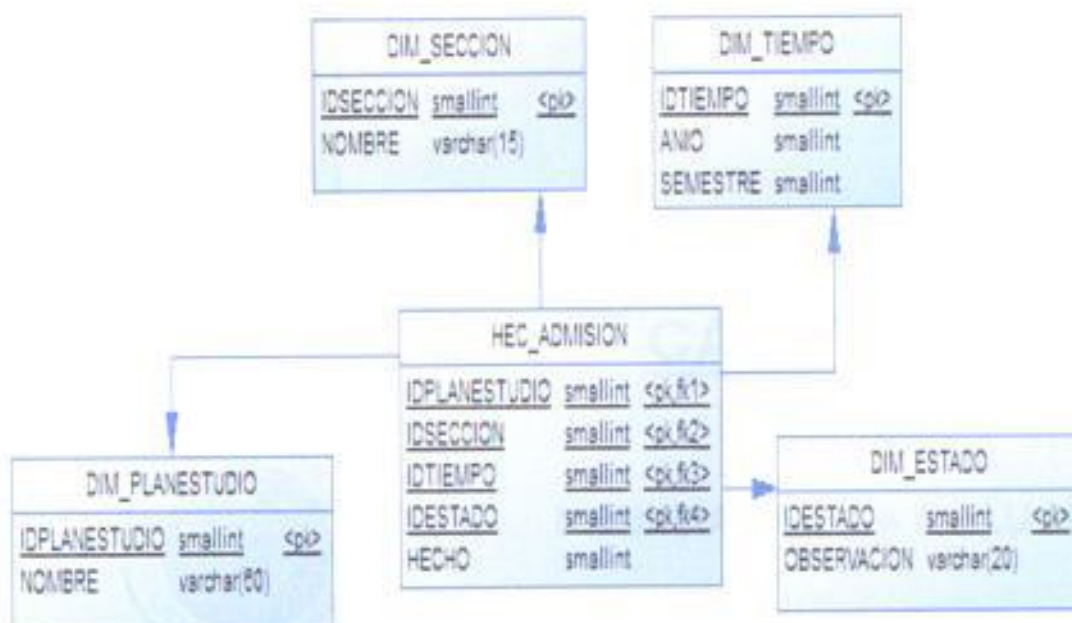 DIM_SECCION
IDSECCION smallint <pk>
NOMBRE varchar(15)
DIM_TIEMPO
IDTIEMPO smallint <pk>
ANIO smallint
SEMESTRE smallint
HEC_ADMISION
IDPLANESTUDIO smallint <pk,fk1>
IDSECCION smallint <pk,fk2>
IDTIEMPO smallint <pk,fk3>
IDESTADO smallint <pk,fk4>
HECHO smallint
DIM_PLANESTUDIO
IDPLANESTUDIO smallint <pk>
NOMBRE
DIM_ESTADO
IDESTADO smallint <pk>
OBSERVACION varchar(20)